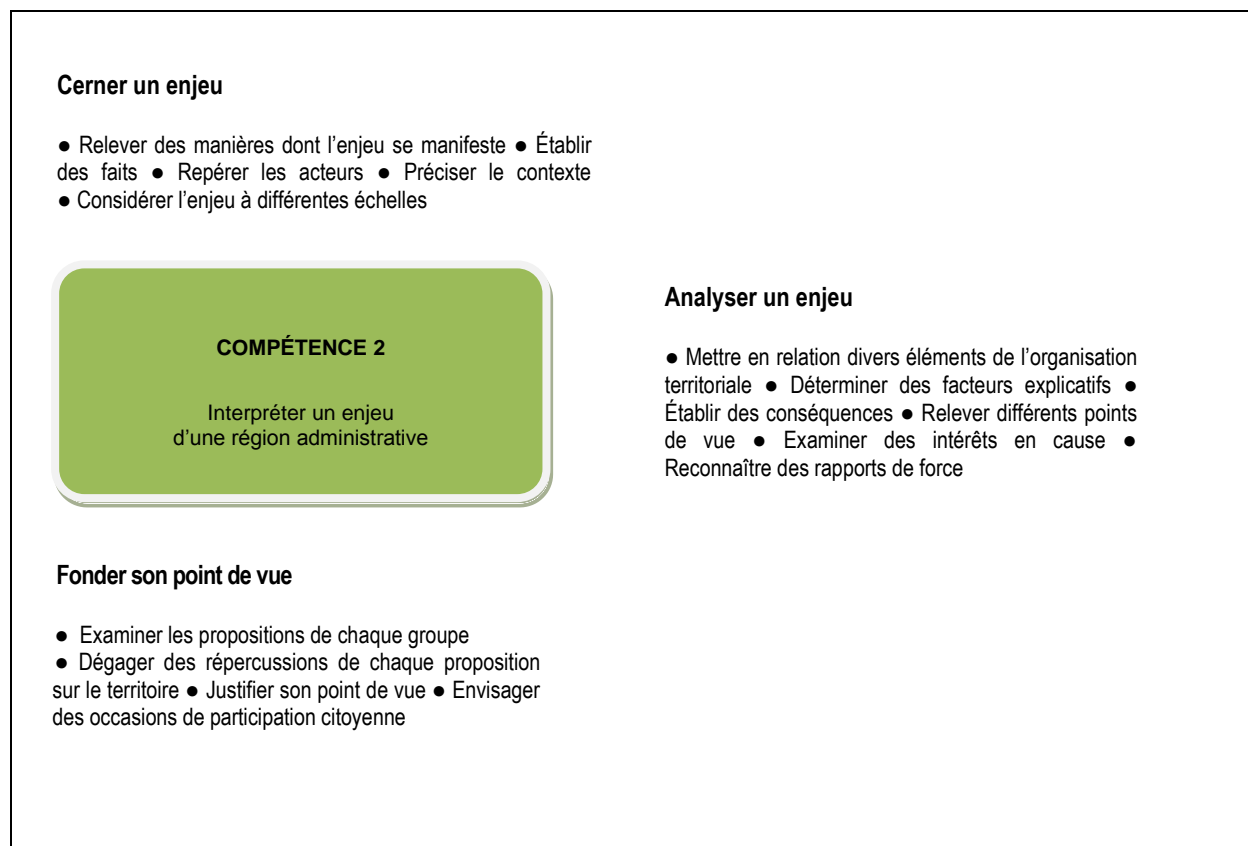 Cerner un enjeu
● Relever des manières dont l’enjeu se manifeste ● Établir
des faits ● Repérer les acteurs ● Préciser le contexte
● Considérer l’enjeu à différentes échelles
COMPÉTENCE 2
Interpréter un enjeu
d’une région administrative
Analyser un enjeu
● Mettre en relation divers éléments de l’organisation
territoriale ● Déterminer des facteurs explicatifs ●
Établir des conséquences ● Relever différents points
de vue ● Examiner des intérêts en cause ●
Reconnaître des rapports de force
Fonder son point de vue
● Examiner les propositions de chaque groupe
● Dégager des répercussions de chaque proposition
sur le territoire ● Justifier son point de vue ● Envisager
des occasions de participation citoyenne